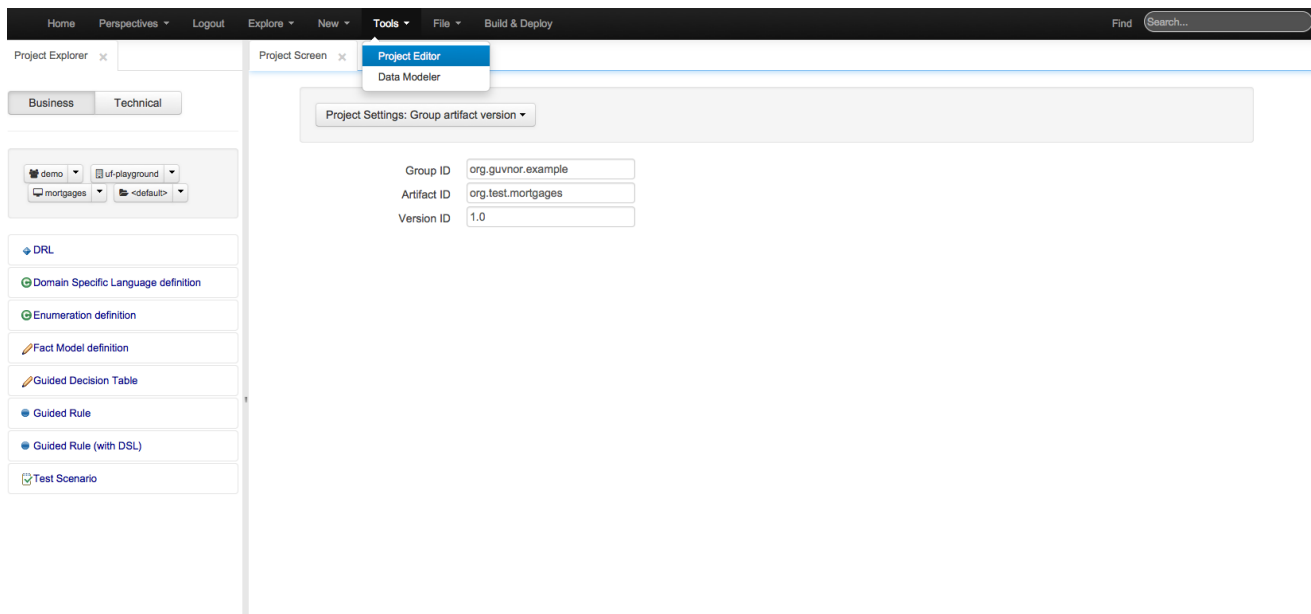 Home Perspectives Logout Explore New Tools File Build & Deploy Find Search...
Project Explorer Project Screen Project Editor
Data Modeler
Business Technical
Project Settings: Group artifact version
demo uf-playground
mortgages <default>
Group ID org.guvnor.example
Artifact ID org.test.mortgages
Version ID 1.0
DRL
Domain Specific Language definition
Enumeration definition
Fact Model definition
Guided Decision Table
Guided Rule
Guided Rule (with DSL)
Test Scenario